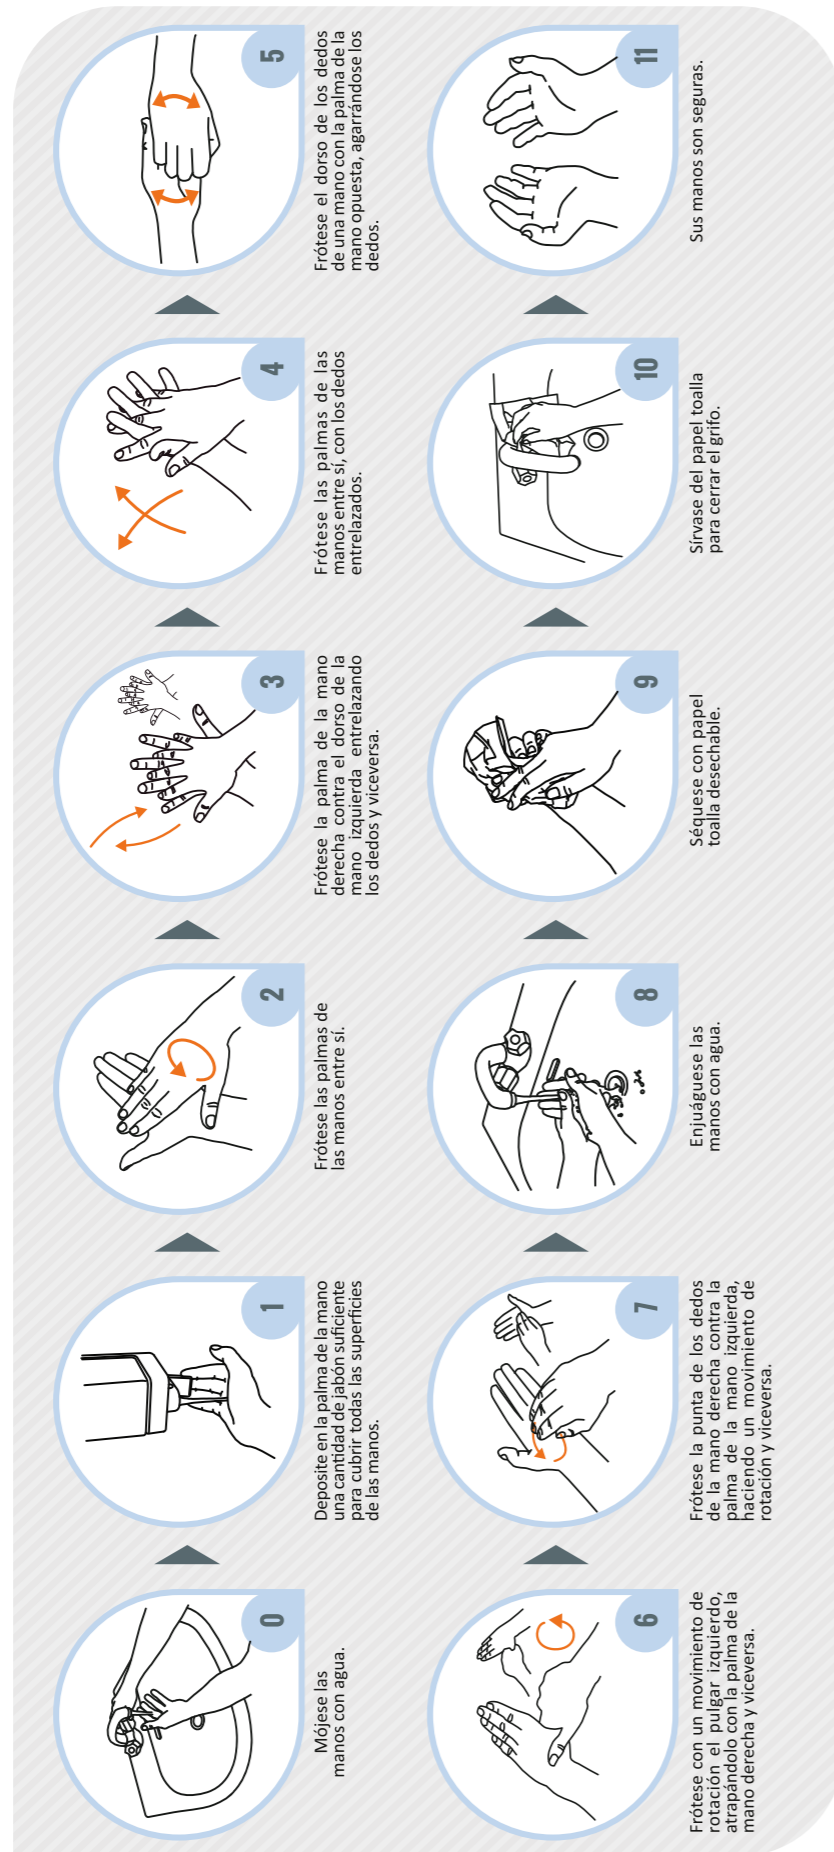 0
Mójese las
manos con agua.
1
Deposite en la palma de la mano
una cantidad de jabón suficiente
para cubrir todas las superficies
de las manos.
2
Frótese las palmas de
las manos entre sí.
3
Frótese la palma de la mano
derecha contra el dorso de la
mano izquierda entrelazando
los dedos y viceversa.
4
Frótese las palmas de las
manos entre sí, con los dedos
entrelazados.
5
Frótese el dorso de los dedos
de una mano con la palma de la
mano opuesta, agarrándose los
dedos.
6
Frótese con un movimiento de
rotación el pulgar izquierdo,
atrapándolo con la palma de la
mano derecha y viceversa.
7
Frótese la punta de los dedos
de la mano derecha contra la
palma de la mano izquierda,
haciendo un movimiento de
rotación y viceversa.
8
Enjuáguese las
manos con agua.
9
Séquese con papel
toalla desechable.
10
Sírvase del papel toalla
para cerrar el grifo.
11
Sus manos son seguras.